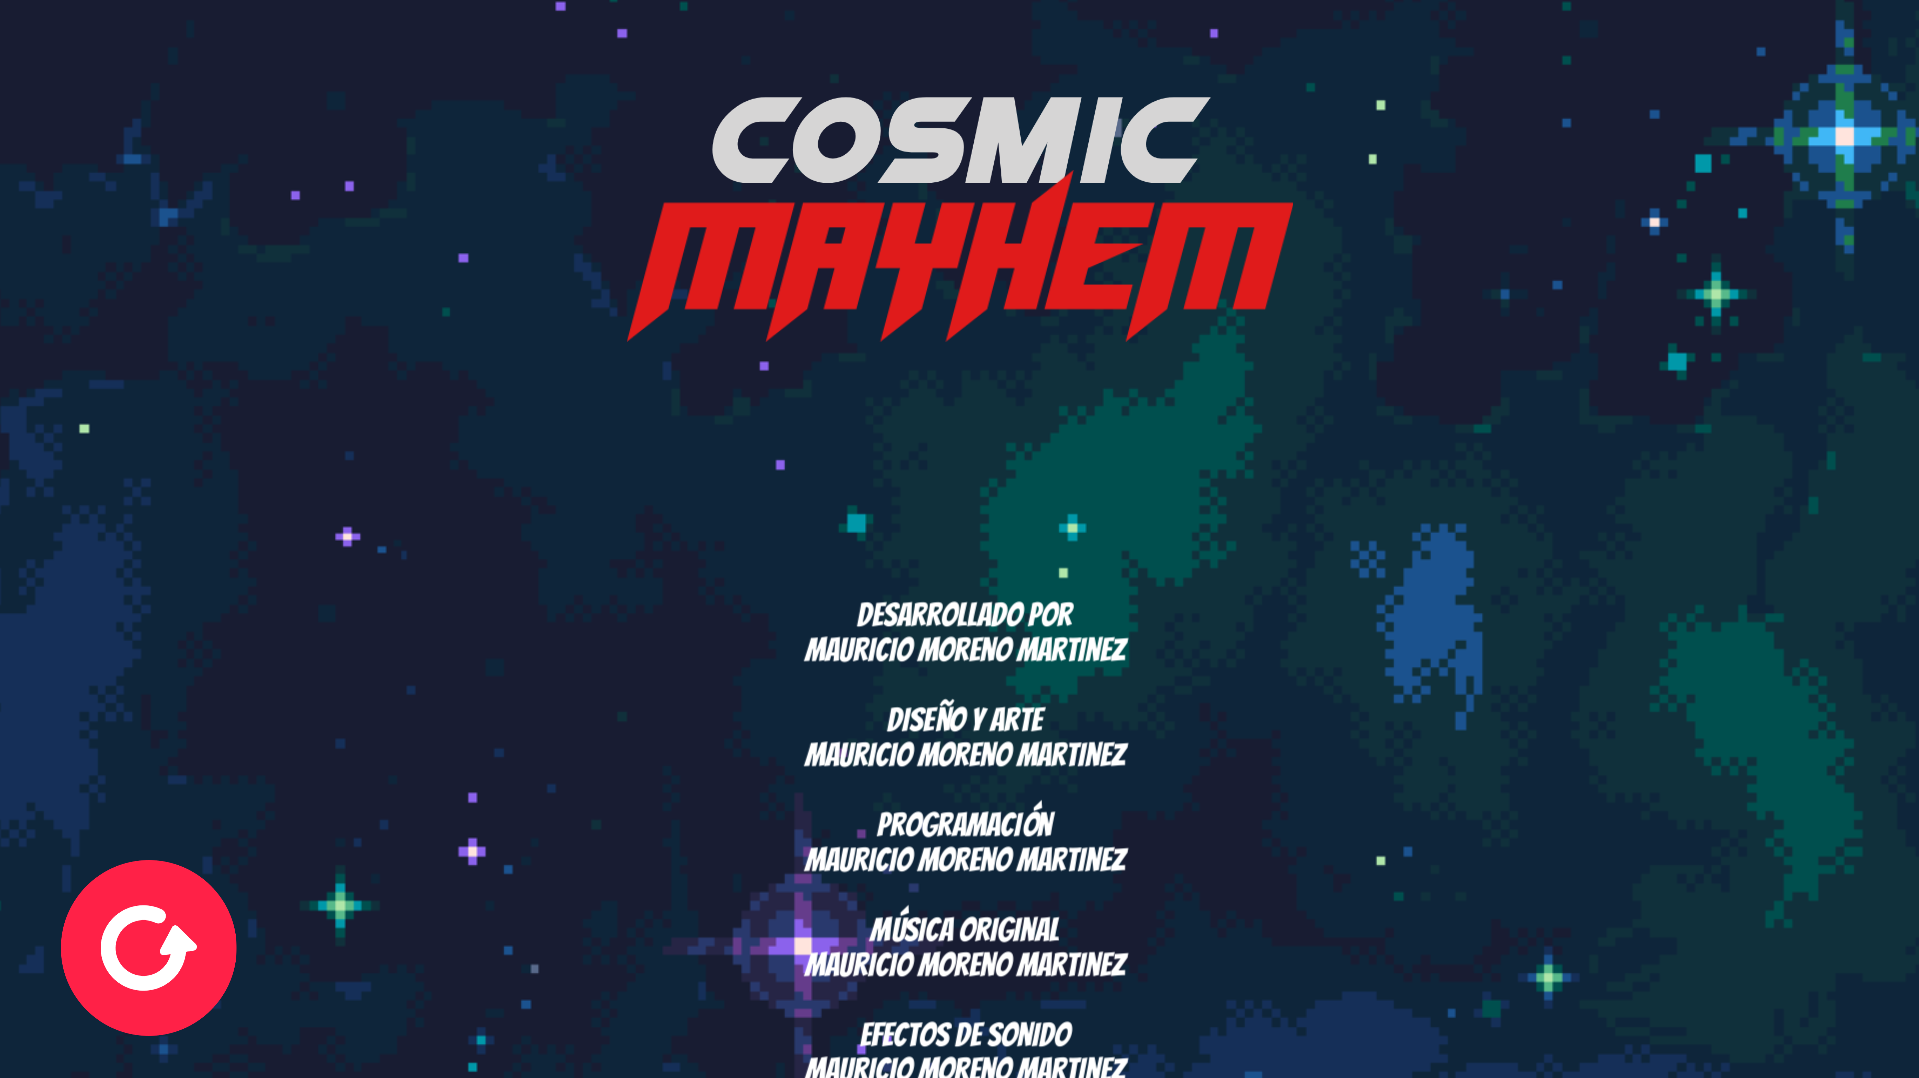 COSMIC
MAYHEM
DESARROLLADO POR
MAURICIO MORENO MARTINEZ
DISEÑO Y ARTE
MAURICIO MORENO MARTINEZ
PROGRAMACIÓN
MAURICIO MORENO MARTINEZ
MÚSICA ORIGINAL
MAURICIO MORENO MARTINEZ
EFECTOS DE SONIDO
MAURICIO MORENO MARTINEZ